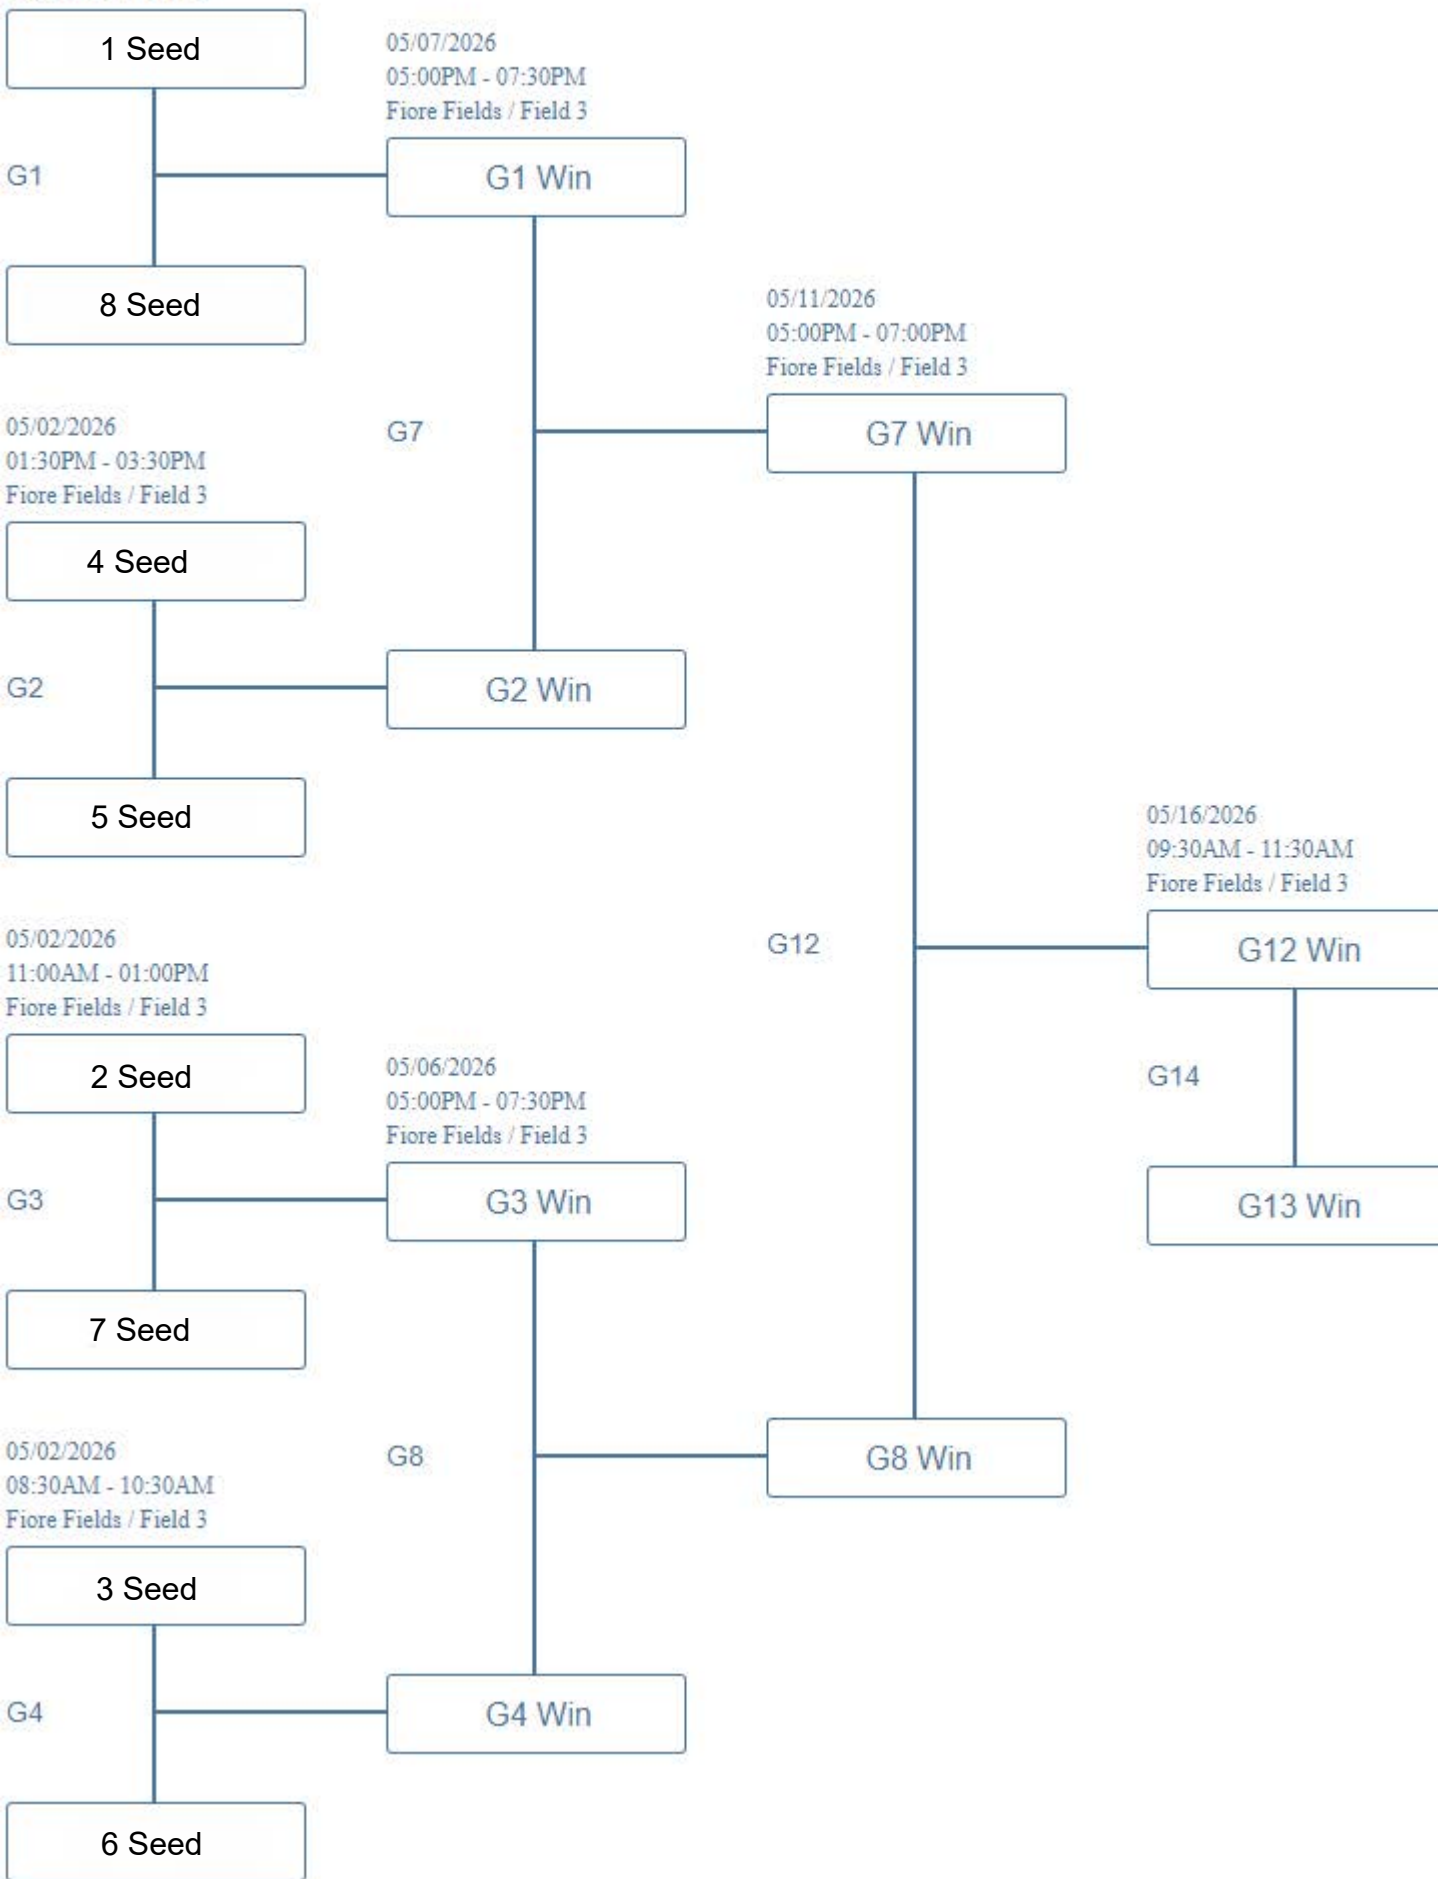 1 Seed
05/07/2026
05:00PM - 07:30PM
Fiore Fields / Field 3
G1
G1 Win
8 Seed
05/11/2026
05:00PM - 07:00PM
Fiore Fields / Field 3
05/02/2026
01:30PM - 03:30PM
Fiore Fields / Field 3
G7
G7 Win
4 Seed
G2
G2 Win
5 Seed
05/16/2026
09:30AM - 11:30AM
Fiore Fields / Field 3
05/02/2026
11:00AM - 01:00PM
Fiore Fields / Field 3
G12
G12 Win
2 Seed
05/06/2026
05:00PM - 07:30PM
Fiore Fields / Field 3
G14
G3
G3 Win
G13 Win
7 Seed
05/02/2026
08:30AM - 10:30AM
Fiore Fields / Field 3
G8
G8 Win
3 Seed
G4
G4 Win
6 Seed